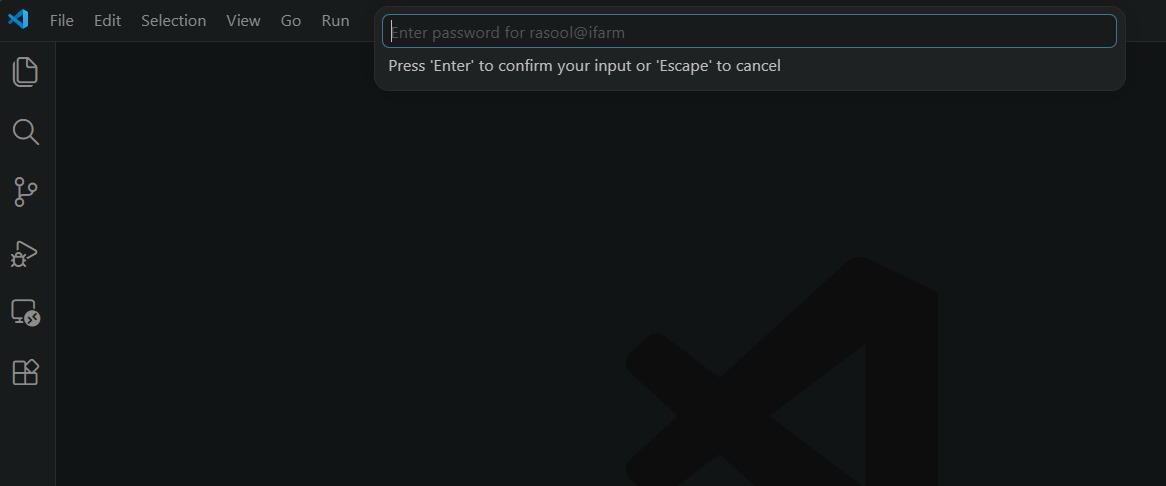 File Edit Selection View Go Run
Enter password for rasool@ifarm
Press 'Enter' to confirm your input or 'Escape' to cancel